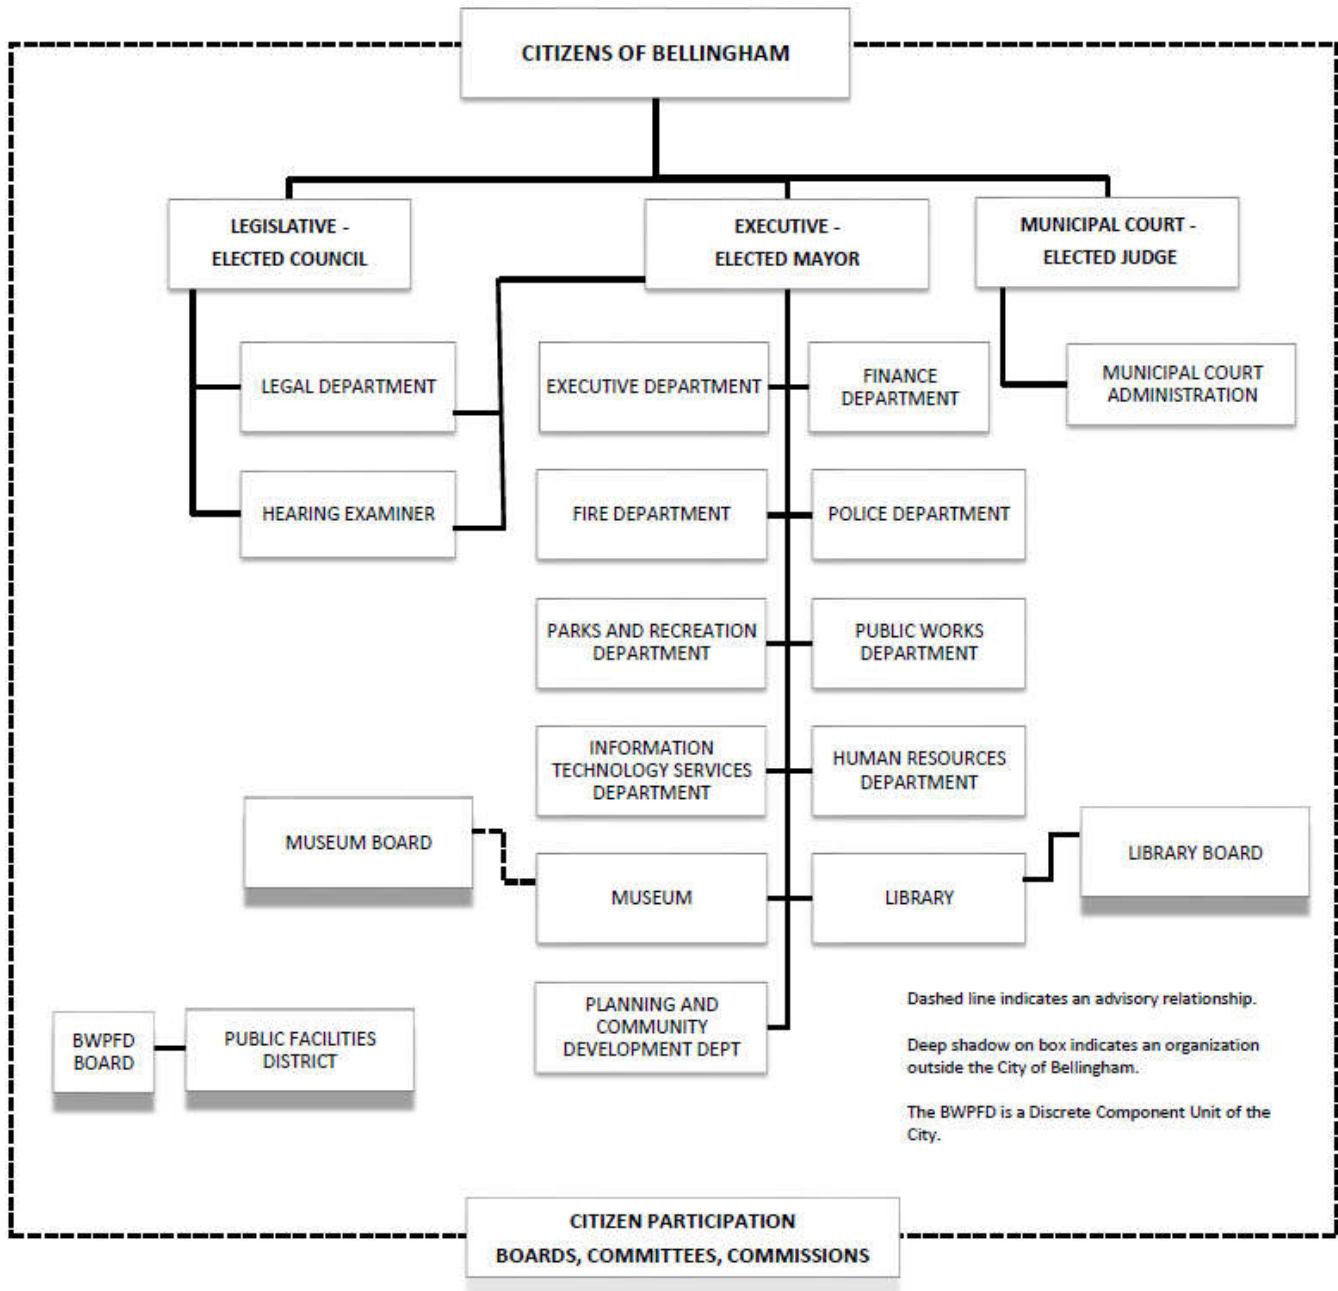 CITIZENS OF BELLINGHAM
LEGISLATIVE -
ELECTED COUNCIL
EXECUTIVE -
ELECTED MAYOR
MUNICIPAL COURT -
ELECTED JUDGE
LEGAL DEPARTMENT
EXECUTIVE DEPARTMENT
FINANCE
DEPARTMENT
MUNICIPAL COURT
ADMINISTRATION
HEARING EXAMINER
FIRE DEPARTMENT
POLICE DEPARTMENT
PARKS AND RECREATION
DEPARTMENT
PUBLIC WORKS
DEPARTMENT
INFORMATION
TECHNOLOGY SERVICES
DEPARTMENT
HUMAN RESOURCES
DEPARTMENT
MUSEUM BOARD
MUSEUM
LIBRARY
LIBRARY BOARD
BWPFD
BOARD
PUBLIC FACILITIES
DISTRICT
PLANNING AND
COMMUNITY
DEVELOPMENT DEPT
Dashed line indicates an advisory relationship.
Deep shadow on box indicates an organization
outside the City of Bellingham.
The BWPFD is a Discrete Component Unit of the
City.
CITIZEN PARTICIPATION
BOARDS, COMMITTEES, COMMISSIONS